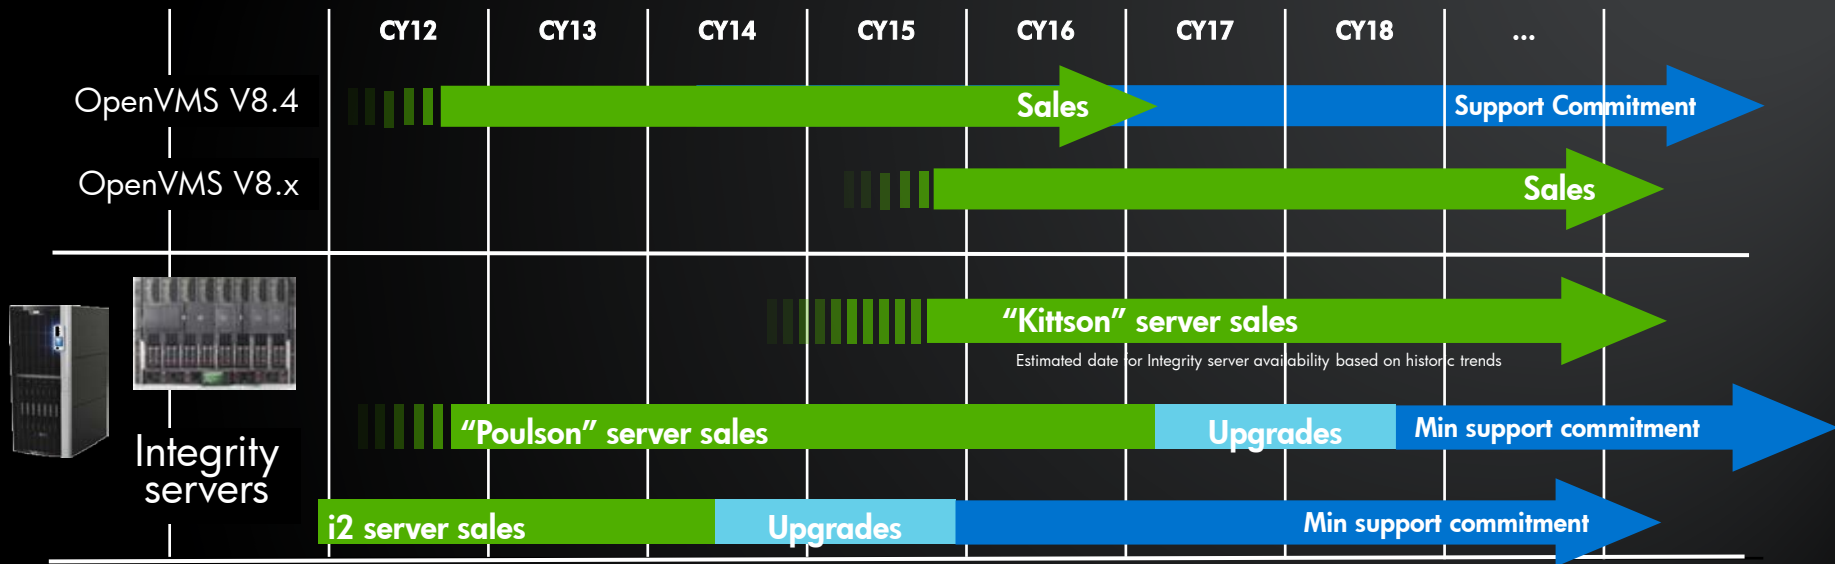 CY12 CY13 CY14 CY15 CY16 CY17 CY18 ...
OpenVMS V8.4
Sales
Support Commitment
OpenVMS V8.x
Sales
“Kittson” server sales
Estimated date for Integrity server availability based on historic trends
Integrity
servers
“Poulson” server sales
Upgrades
Min support commitment
i2 server sales
Upgrades
Min support commitment